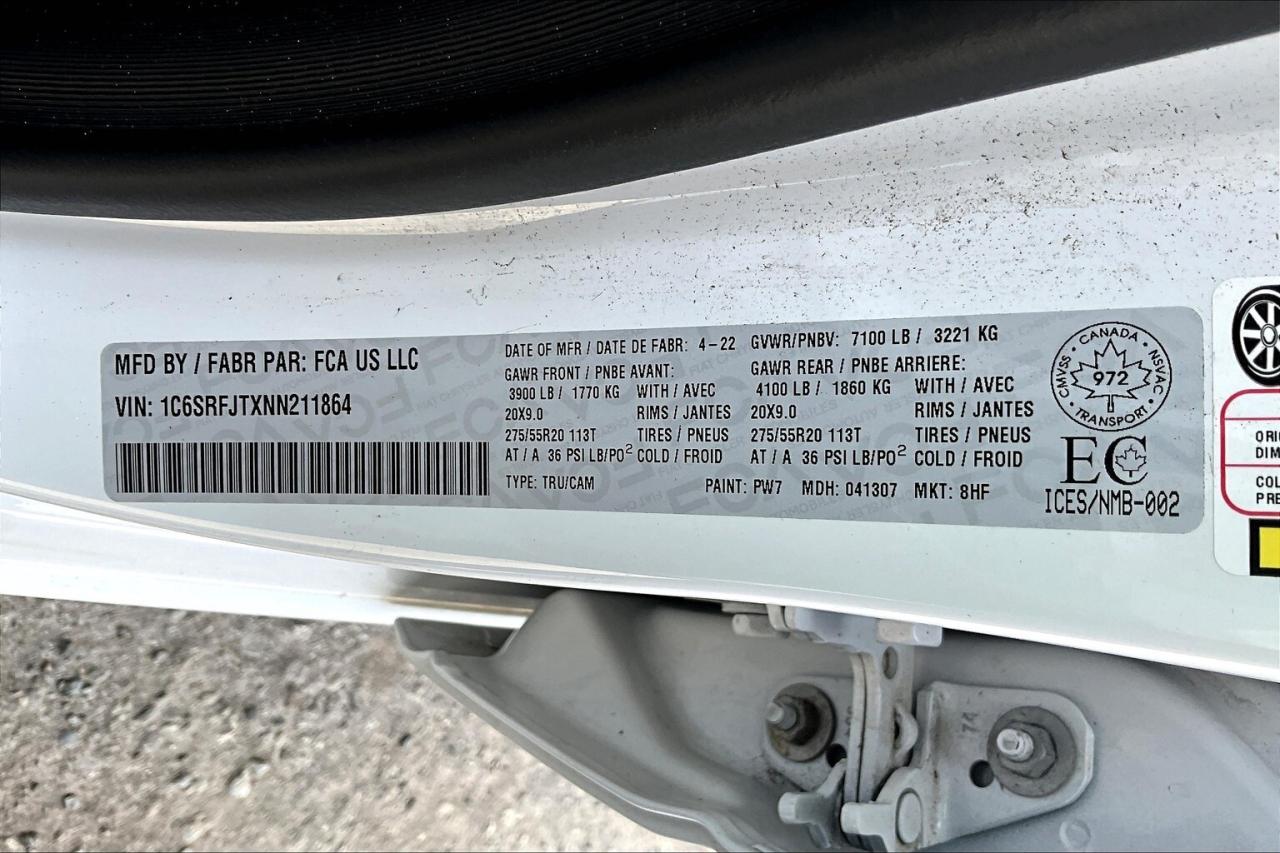 MFD BY / FABR PAR: FCA US LLC
VIN: 1C6SRFJTXNN211864
DATE OF MFR / DATE DE FABR: 4-22 GVWR/PNBV: 7100 LB / 3221 KG
GAWR FRONT / PNBE AVANT: GAWR REAR / PNBE ARRIERE:
3900 LB / 1770 KG WITH / AVEC 4100 LB / 1860 KG WITH / AVEC
20X9.0 RIMS / JANTES 20X9.0 RIMS / JANTES
275/55R20 113T TIRES / PNEUS 275/55R20 113T TIRES / PNEUS
AT / A 36 PSI LB/PO² COLD / FROID AT / A 36 PSI LB/PO² COLD / FROID
TYPE: TRU/CAM PAINT: PW7 MDH: 041307 MKT: 8HF
CANADA
CMVSS 972 NSVAC
TRANSPORT
EC
ICES/NMB-002
ORI
DIM
COL
PRE
74